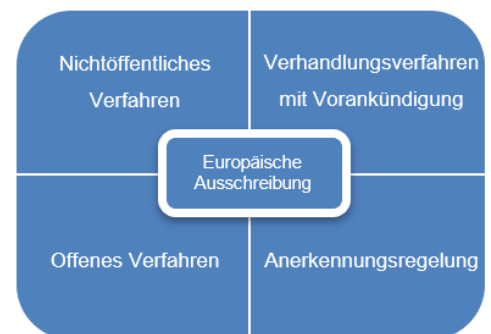 Nichtöffentliches
Verfahren
Verhandlungsverfahren
mit Vorankündigung
Europäische
Ausschreibung
Offenes Verfahren
Anerkennungsregelung